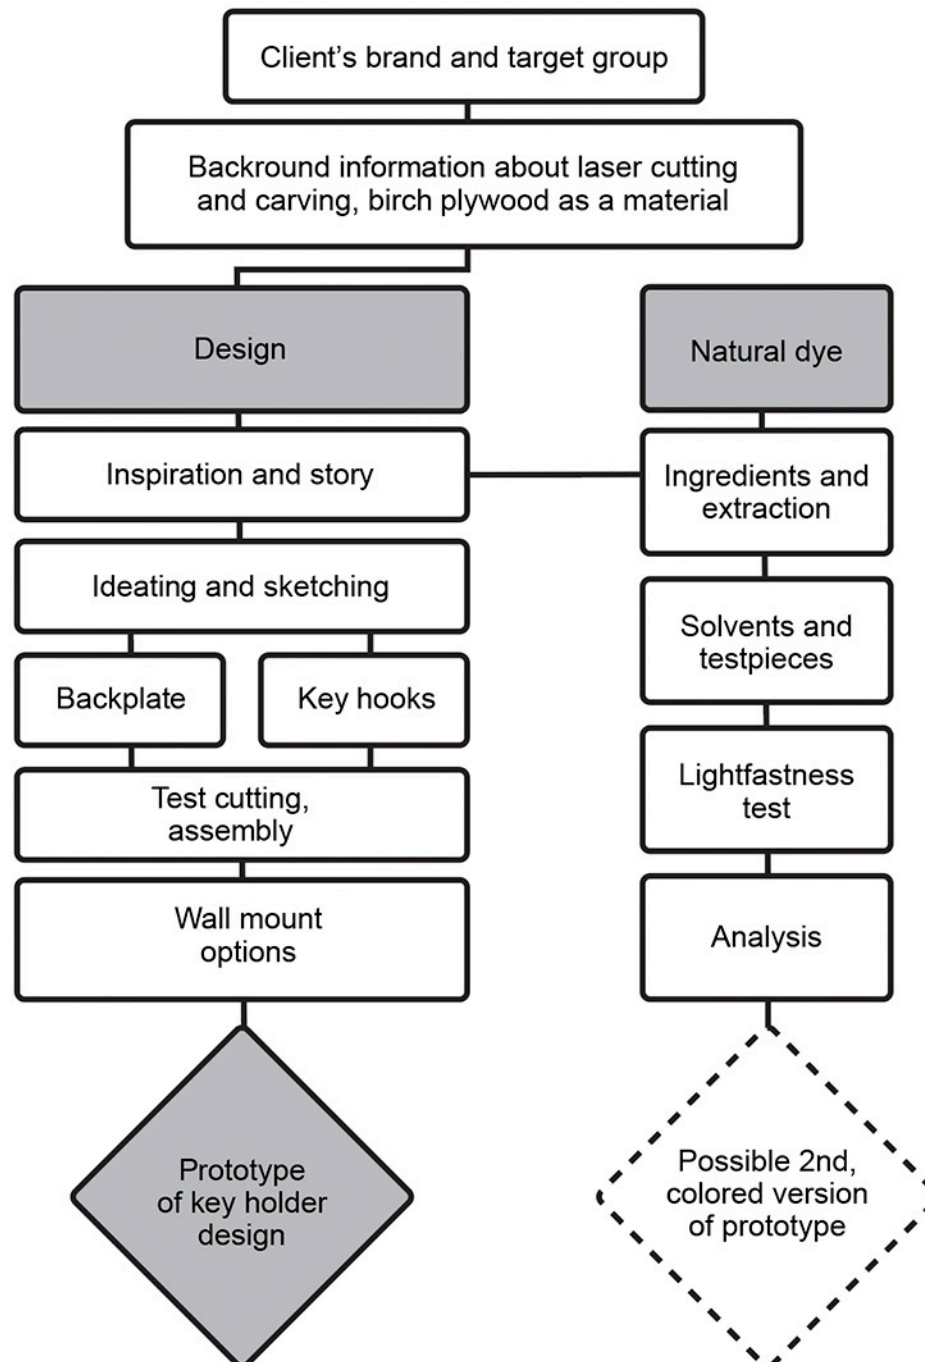 Client's brand and target group
Backround information about laser cutting
and carving, birch plywood as a material
Design
Natural dye
Inspiration and story
Ingredients and
extraction
Ideating and sketching
Solvents and
testpieces
Backplate
Key hooks
Lightfastness
test
Test cutting,
assembly
Wall mount
options
Analysis
Prototype
of key holder
design
Possible 2nd,
colored version
of prototype